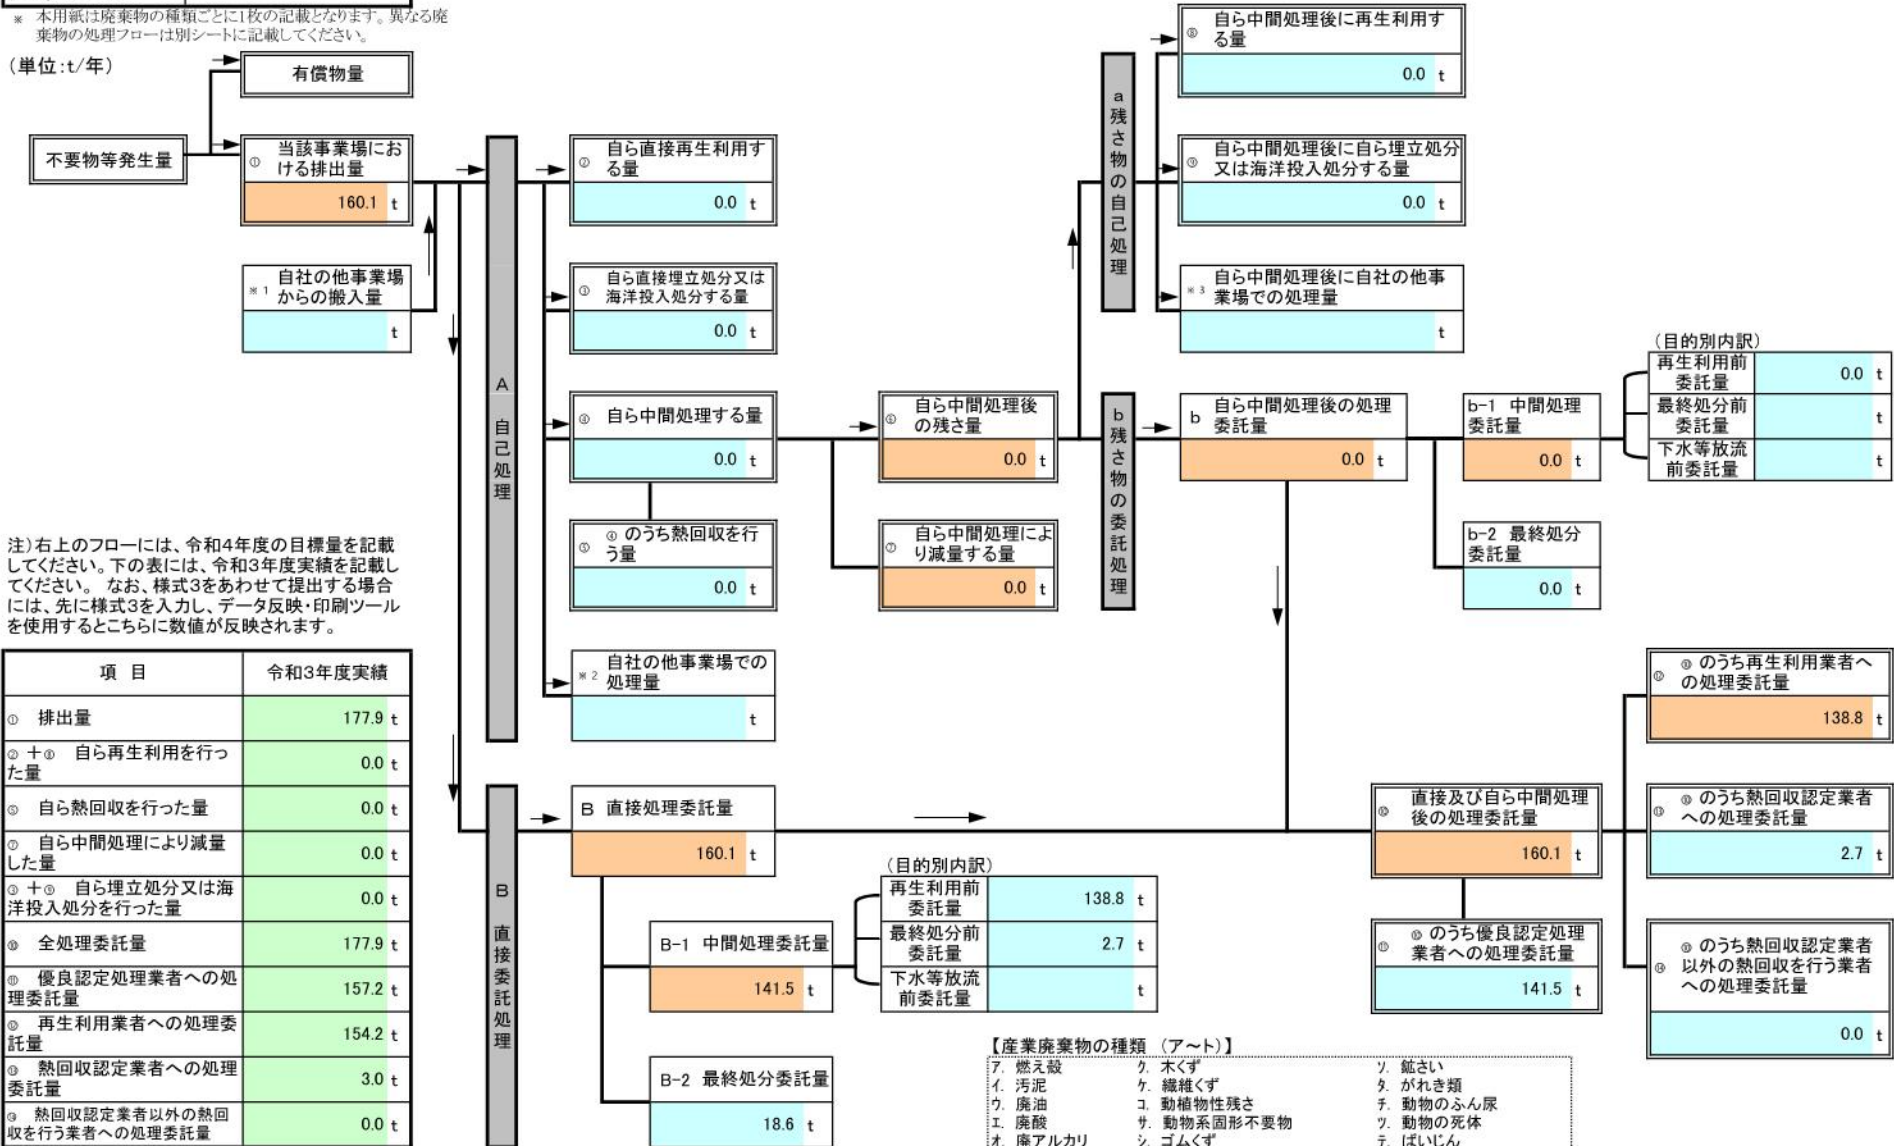 ※ 本用紙は廃棄物の種類ごとに1枚の記載となります。異なる廃
棄物の処理フローは別シートに記載してください。
(単位:t/年)
有償物量
不要物等発生量
① 当該事業場にお
ける排出量
160.1 t
※1 自社の他事業場
からの搬入量
t
A 自己処理
② 自ら直接再生利用す
る量
0.0 t
③ 自ら直接埋立処分又は
海洋投入処分する量
0.0 t
④ 自ら中間処理する量
0.0 t
⑤ ④ のうち熱回収を行
う量
0.0 t
※2 自社の他事業場での
処理量
t
⑥ 自ら中間処理後
の残さ量
0.0 t
⑦ 自ら中間処理によ
り減量する量
0.0 t
a 残さ物の自己処理
⑧ 自ら中間処理後に再生利用す
る量
0.0 t
⑨ 自ら中間処理後に自ら埋立処分
又は海洋投入処分する量
0.0 t
※3 自ら中間処理後に自社の他事
業場での処理量
t
b 残さ物の委託処理
b 自ら中間処理後の処理
委託量
0.0 t
b-1 中間処理
委託量
0.0 t
(目的別内訳)
再生利用前
委託量
0.0 t
最終処分前
委託量
t
下水等放流
前委託量
t
b-2 最終処分
委託量
0.0 t
注)右上のフローには、令和4年度の目標量を記載
してください。下の表には、令和3年度実績を記載し
てください。 なお、様式3をあわせて提出する場合
には、先に様式3を入力し、データ反映・印刷ツール
を使用するとこちらに数値が反映されます。
項 目 令和3年度実績
① 排出量 177.9 t
②+⑧ 自ら再生利用を行っ
た量
0.0 t
⑤ 自ら熱回収を行った量 0.0 t
⑦ 自ら中間処理により減量
した量
0.0 t
③+⑨ 自ら埋立処分又は海
洋投入処分を行った量
0.0 t
⑩ 全処理委託量 177.9 t
⑪ 優良認定処理業者への処
理委託量
157.2 t
⑫ 再生利用業者への処理委
託量
154.2 t
⑬ 熱回収認定業者への処理
委託量
3.0 t
⑭ 熱回収認定業者以外の熱回
収を行う業者への処理委託量
0.0 t
B 直接委託処理
B 直接処理委託量
160.1 t
B-1 中間処理委託量
141.5 t
(目的別内訳)
再生利用前
委託量
138.8 t
最終処分前
委託量
2.7 t
下水等放流
前委託量
t
B-2 最終処分委託量
18.6 t
⑩ 直接及び自ら中間処理
後の処理委託量
160.1 t
⑪ ⑩ のうち優良認定処理
業者への処理委託量
141.5 t
⑫ ⑩ のうち再生利用業者へ
の処理委託量
138.8 t
⑬ ⑩ のうち熱回収認定業者
への処理委託量
2.7 t
⑭ ⑩ のうち熱回収認定業者
以外の熱回収を行う業者
への処理委託量
0.0 t
【産業廃棄物の種類 (ア～ト)】
ア. 燃え殻 ク. 木くず ソ. 鉱さい
イ. 汚泥 ケ. 繊維くず タ. がれき類
ウ. 廃油 コ. 動植物性残さ チ. 動物のふん尿
エ. 廃酸 サ. 動物系固形不要物 ツ. 動物の死体
オ. 廃アルカリ シ. ゴムくず テ. ばいじん